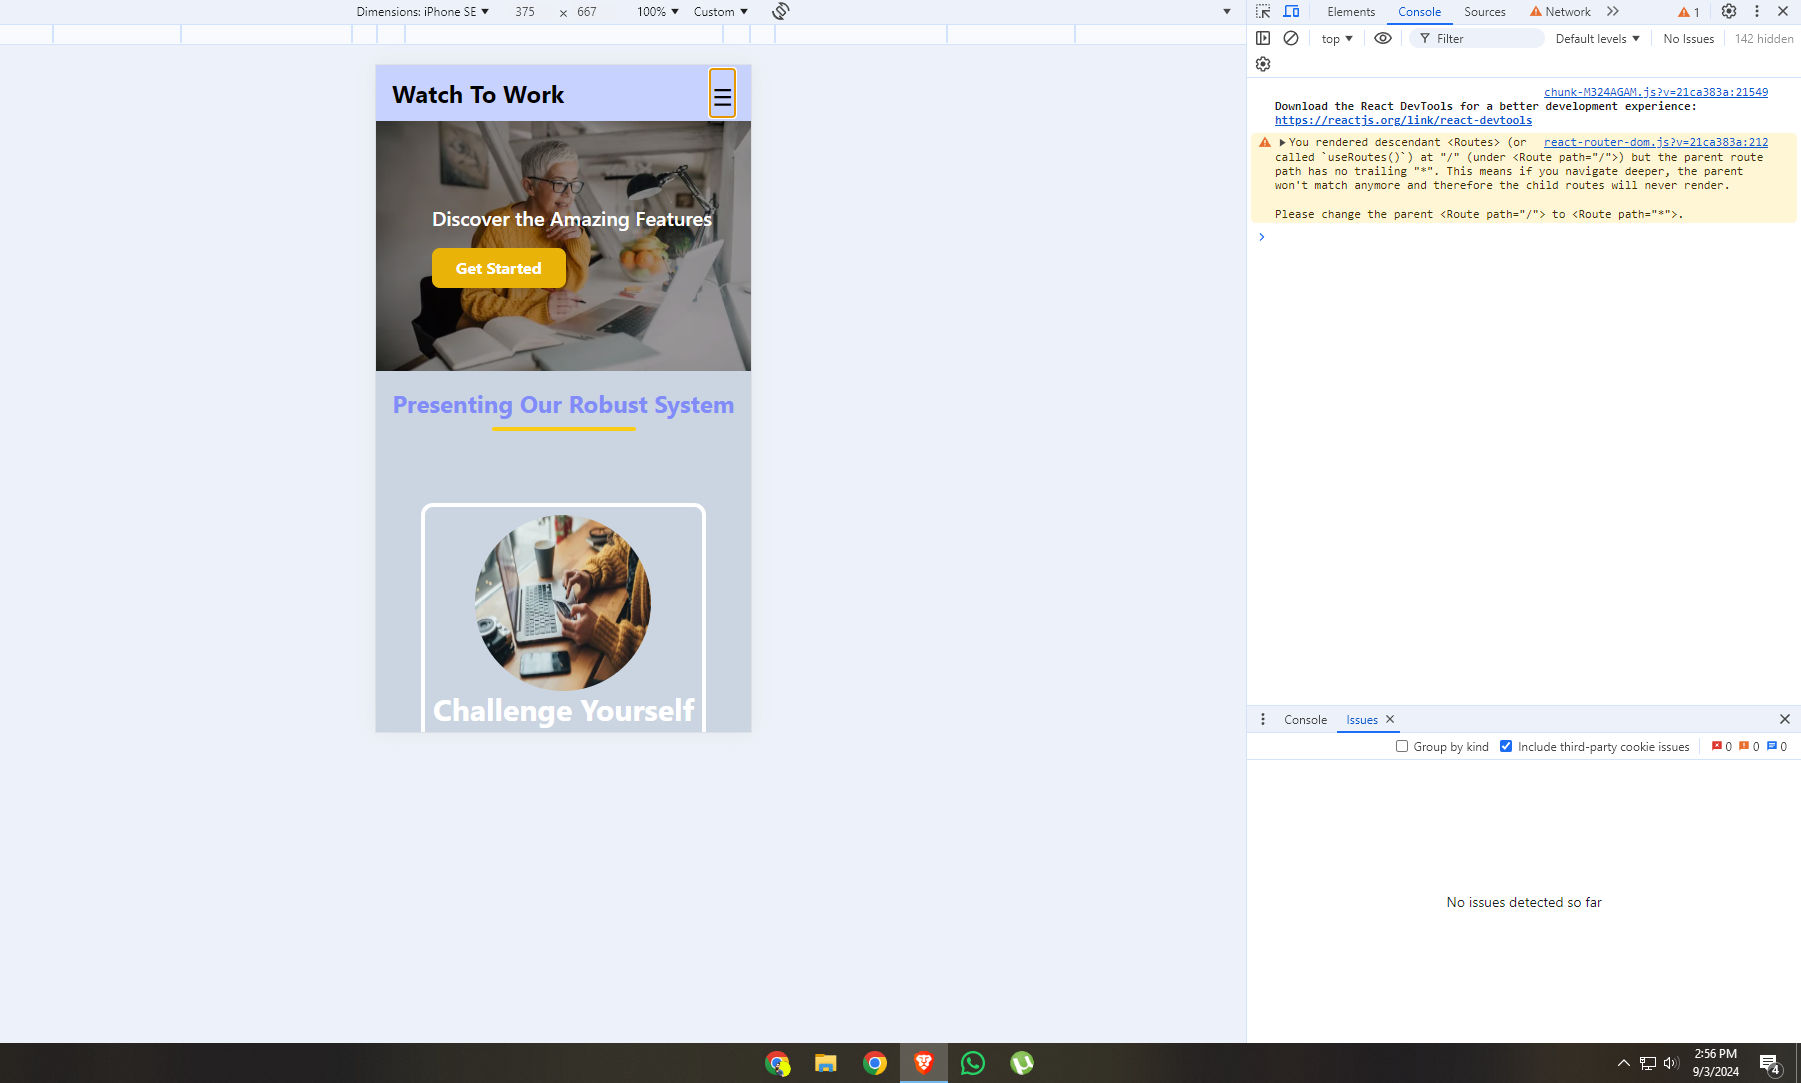 Dimensions: iPhone SE 375 × 667 100% Custom
Elements Console Sources Network 1
top Filter Default levels No Issues 142 hidden
Watch To Work
Discover the Amazing Features
Get Started
Presenting Our Robust System
Challenge Yourself
chunk-M324AGAM.js?v=21ca383a:21549
Download the React DevTools for a better development experience:
https://reactjs.org/link/react-devtools
You rendered descendant <Routes> (or react-router-dom.js?v=21ca383a:212
called `useRoutes()`) at "/" (under <Route path="/">) but the parent route
path has no trailing "*". This means if you navigate deeper, the parent
won't match anymore and therefore the child routes will never render.
Please change the parent <Route path="/"> to <Route path="*">.
Console Issues
Group by kind Include third-party cookie issues 0 0 0
No issues detected so far
2:56 PM
9/3/2024
4